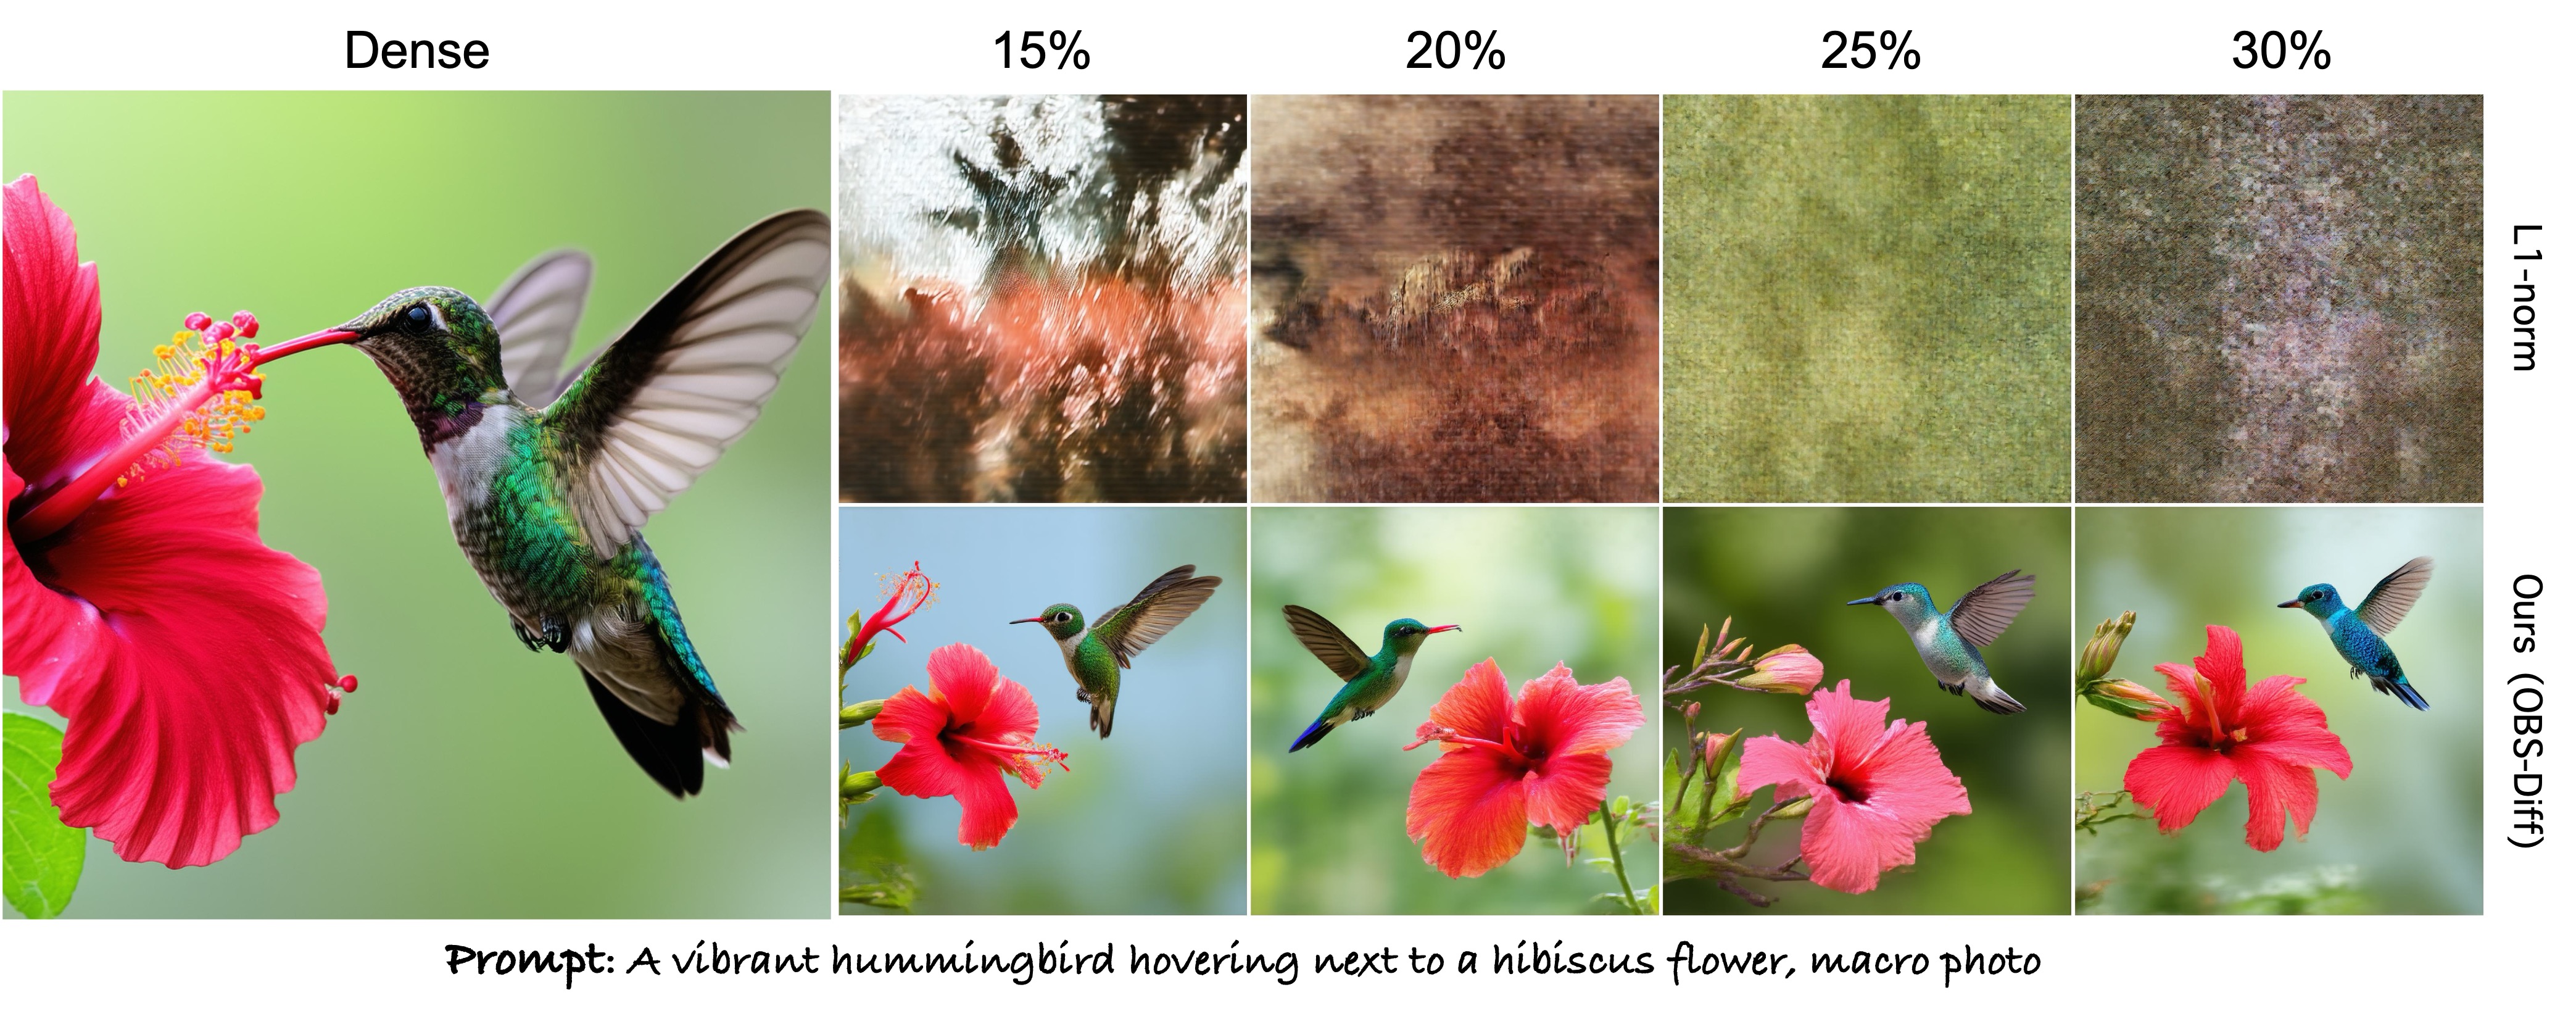 Dense
15%
20%
25%
30%
L1-norm
Ours (OBS-Diff)
Prompt: A vibrant hummingbird hovering next to a hibiscus flower, macro photo